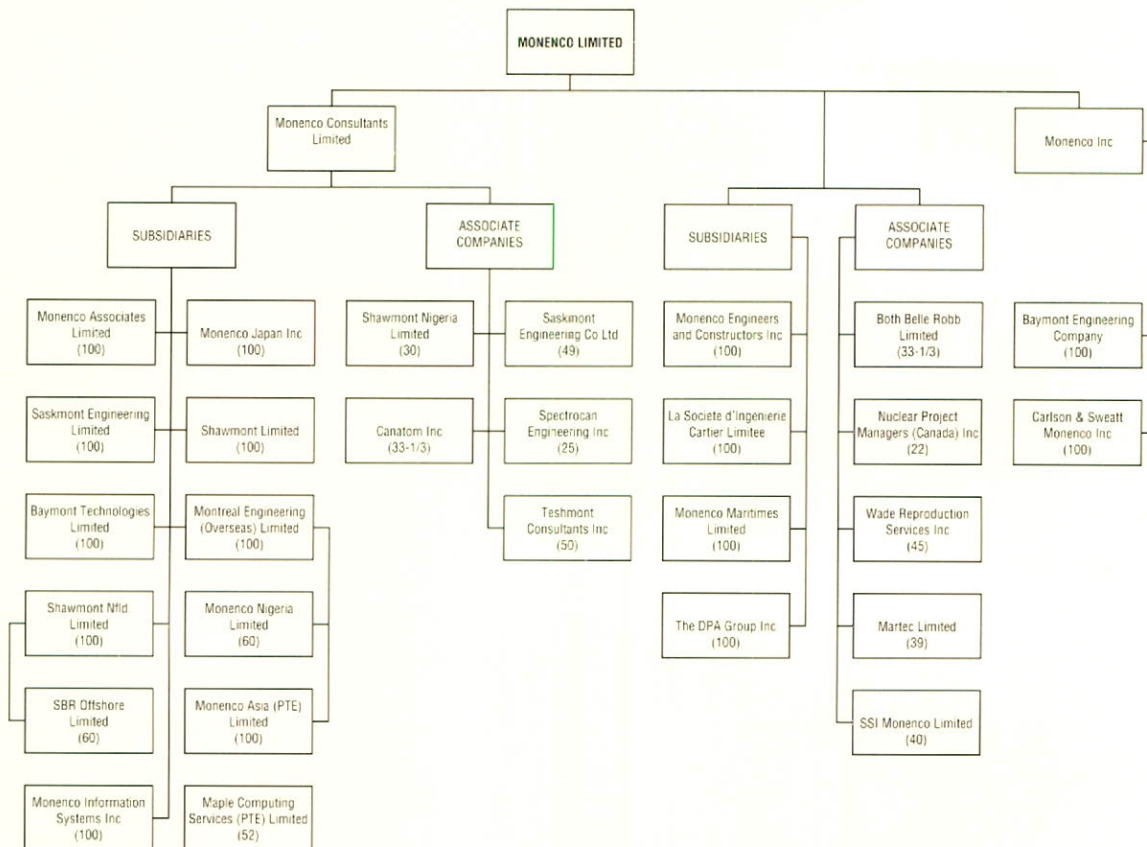 MONENCO LIMITED
Monenco Consultants
Limited
Monenco Inc
SUBSIDIARIES
ASSOCIATE
COMPANIES
SUBSIDIARIES
ASSOCIATE
COMPANIES
Monenco Associates
Limited
(100)
Monenco Japan Inc
(100)
Shawmont Nigeria
Limited
(30)
Saskmont
Engineering Co Ltd
(49)
Monenco Engineers
and Constructors Inc
(100)
Both Belle Robb
Limited
(33-1/3)
Baymont Engineering
Company
(100)
Saskmont Engineering
Limited
(100)
Shawmont Limited
(100)
Canatom Inc
(33-1/3)
Spectrocan
Engineering Inc
(25)
La Societe d'Ingenierie
Cartier Limitee
(100)
Nuclear Project
Managers (Canada) Inc
(22)
Carlson & Sweatt
Monenco Inc
(100)
Baymont Technologies
Limited
(100)
Montreal Engineering
(Overseas) Limited
(100)
Teshmont
Consultants Inc
(50)
Monenco Maritimes
Limited
(100)
Wade Reproduction
Services Inc
(45)
Shawmont Nfld
Limited
(100)
Monenco Nigeria
Limited
(60)
The DPA Group Inc
(100)
Martec Limited
(39)
SBR Offshore
Limited
(60)
Monenco Asia (PTE)
Limited
(100)
SSI Monenco Limited
(40)
Monenco Information
Systems Inc
(100)
Maple Computing
Services (PTE) Limited
(52)